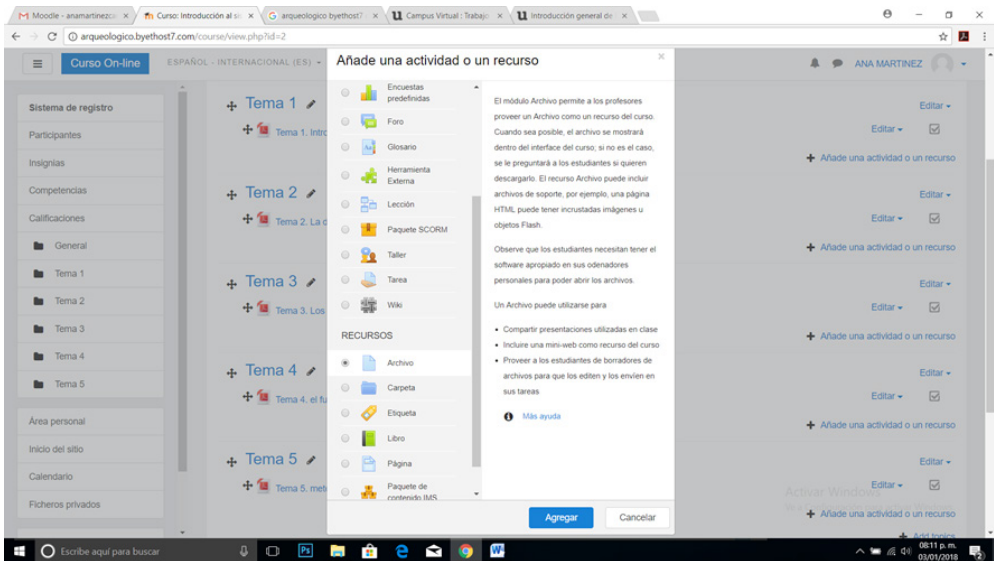 Moodle - anamartinezco
Curso: Introducción al si
arqueologico byethost7
Campus Virtual : Trabajo
Introducción general de
arqueologico.byethost7.com/course/view.php?id=2
Curso On-line
ESPAÑOL - INTERNACIONAL (ES)
ANA MARTINEZ
Sistema de registro
Participantes
Insignias
Competencias
Calificaciones
General
Tema 1
Tema 2
Tema 3
Tema 4
Tema 5
Área personal
Inicio del sitio
Calendario
Ficheros privados
Tema 1
Editar
Tema 1. Intro
Editar
Añade una actividad o un recurso
Tema 2
Editar
Tema 2. La c
Editar
Añade una actividad o un recurso
Tema 3
Editar
Tema 3. Los
Editar
Añade una actividad o un recurso
Tema 4
Editar
Tema 4. el fu
Editar
Añade una actividad o un recurso
Tema 5
Editar
Tema 5. met
Editar
Añade una actividad o un recurso
Add topics
Añade una actividad o un recurso
Encuestas
predefinidas
Foro
Glosario
Herramienta
Externa
Lección
Paquete SCORM
Taller
Tarea
Wiki
RECURSOS
Archivo
Carpeta
Etiqueta
Libro
Página
Paquete de
contenido IMS
El módulo Archivo permite a los profesores
proveer un Archivo como un recurso del curso.
Cuando sea posible, el archivo se mostrará
dentro del interface del curso; si no es el caso,
se le preguntará a los estudiantes si quieren
descargarlo. El recurso Archivo puede incluir
archivos de soporte, por ejemplo, una página
HTML puede tener incrustadas imágenes u
objetos Flash.
Observe que los estudiantes necesitan tener el
software apropiado en sus odenadores
personales para poder abrir los archivos.
Un Archivo puede utilizarse para
• Compartir presentaciones utilizadas en clase
• Incluire una mini-web como recurso del curso
• Proveer a los estudiantes de borradores de
archivos para que los editen y los envíen en
sus tareas
Más ayuda
Agregar
Cancelar
Activar Windows
Escribe aquí para buscar
08:11 p. m.
03/01/2018